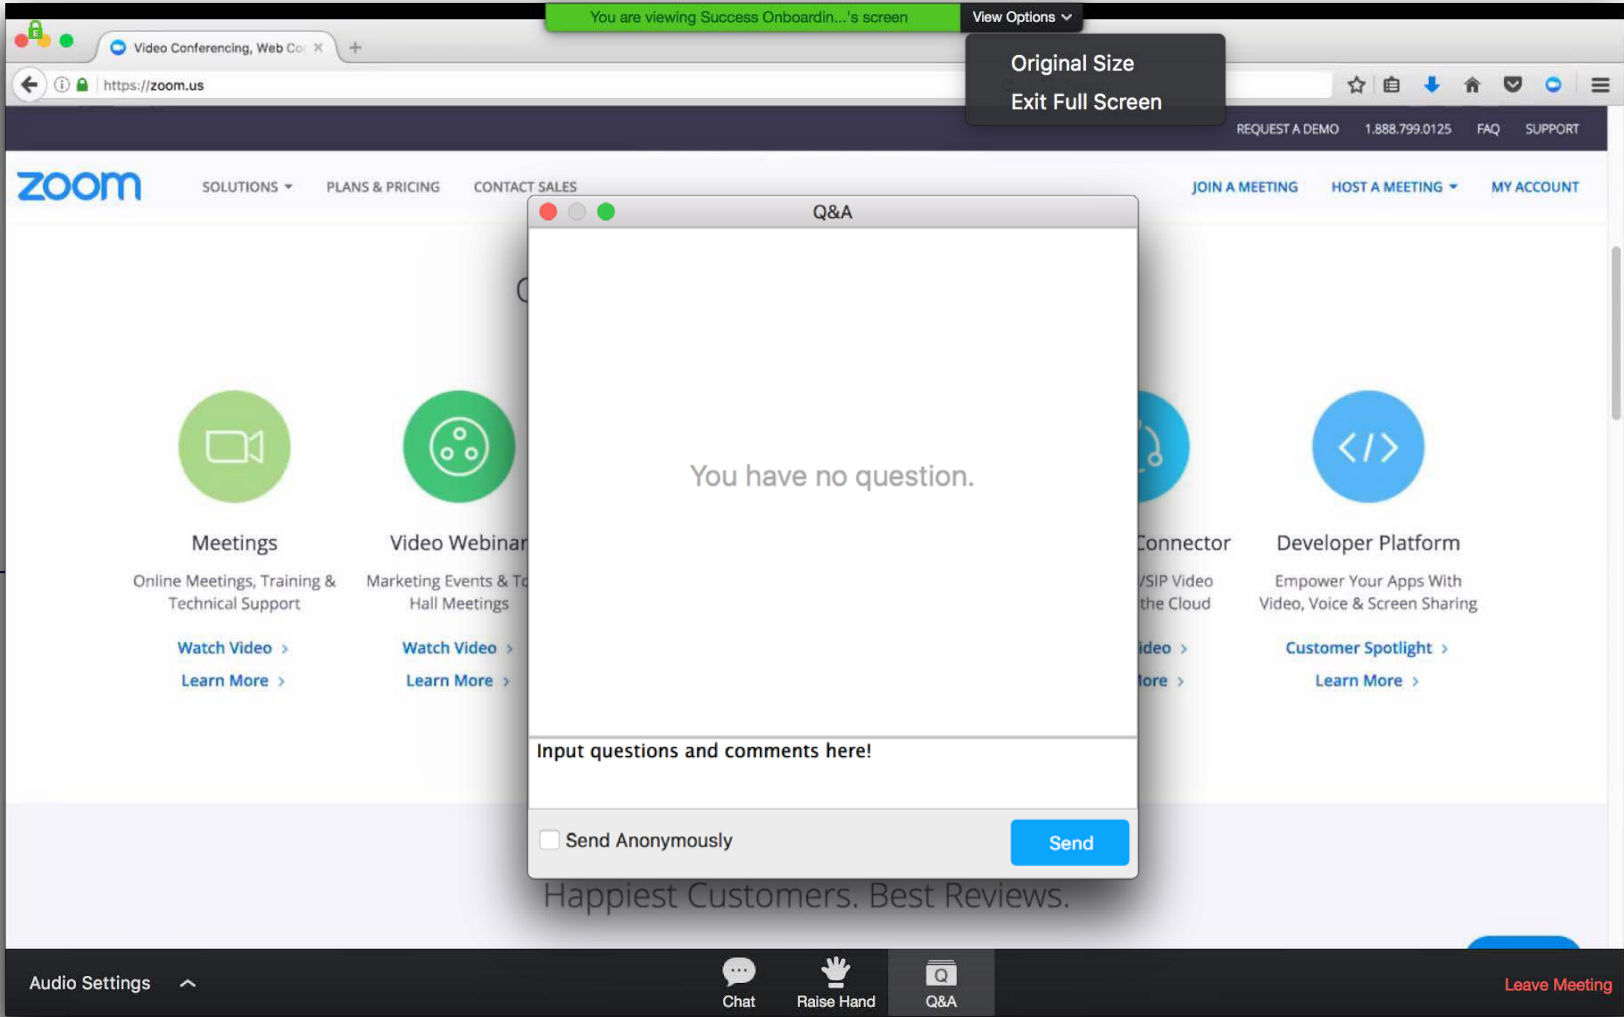 You are viewing Success Onboardin...'s screen
View Options
Original Size
Exit Full Screen
Video Conferencing, Web Co
https://zoom.us
REQUEST A DEMO 1.888.799.0125 FAQ SUPPORT
zoom
SOLUTIONS PLANS & PRICING CONTACT SALES
JOIN A MEETING HOST A MEETING MY ACCOUNT
Q&A
You have no question.
Meetings
Online Meetings, Training &
Technical Support
Watch Video >
Learn More >
Video Webinar
Marketing Events & To
Hall Meetings
Watch Video >
Learn More >
Connector
/SIP Video
the Cloud
ideo >
ore >
Developer Platform
Empower Your Apps With
Video, Voice & Screen Sharing
Customer Spotlight >
Learn More >
Input questions and comments here!
Send Anonymously
Send
Happiest Customers. Best Reviews.
Audio Settings
Chat
Raise Hand
Q
Q&A
Leave Meeting